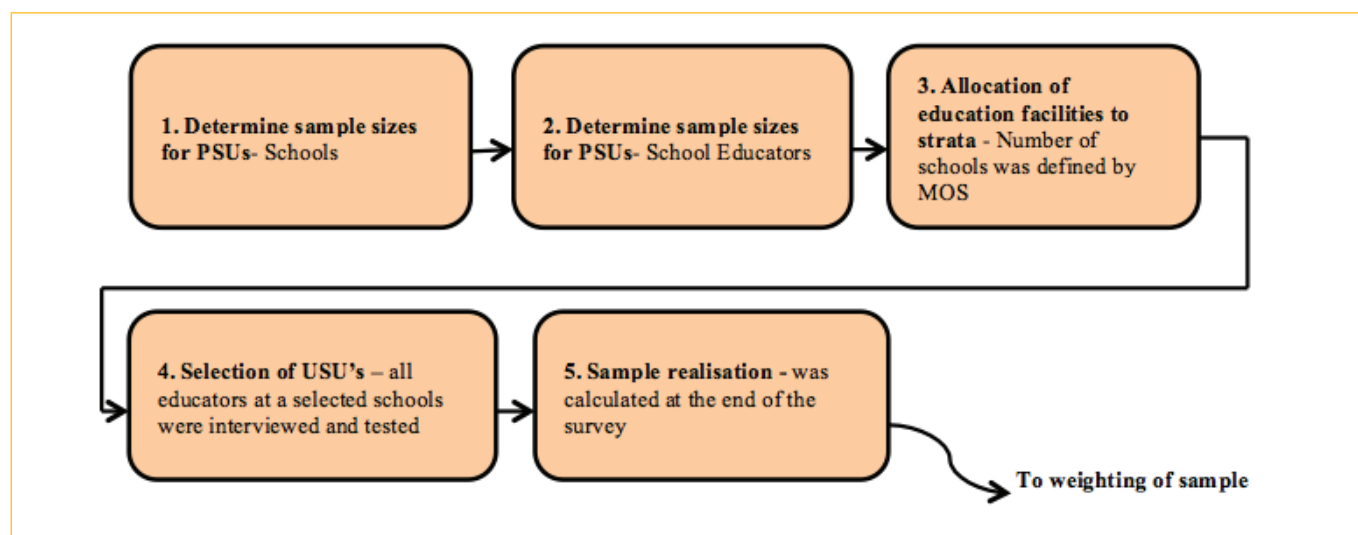 1. Determine sample sizes
for PSUs- Schools
2. Determine sample sizes
for PSUs- School Educators
3. Allocation of
education facilities to
strata - Number of
schools was defined by
MOS
4. Selection of USU’s – all
educators at a selected schools
were interviewed and tested
5. Sample realisation - was
calculated at the end of the
survey
To weighting of sample